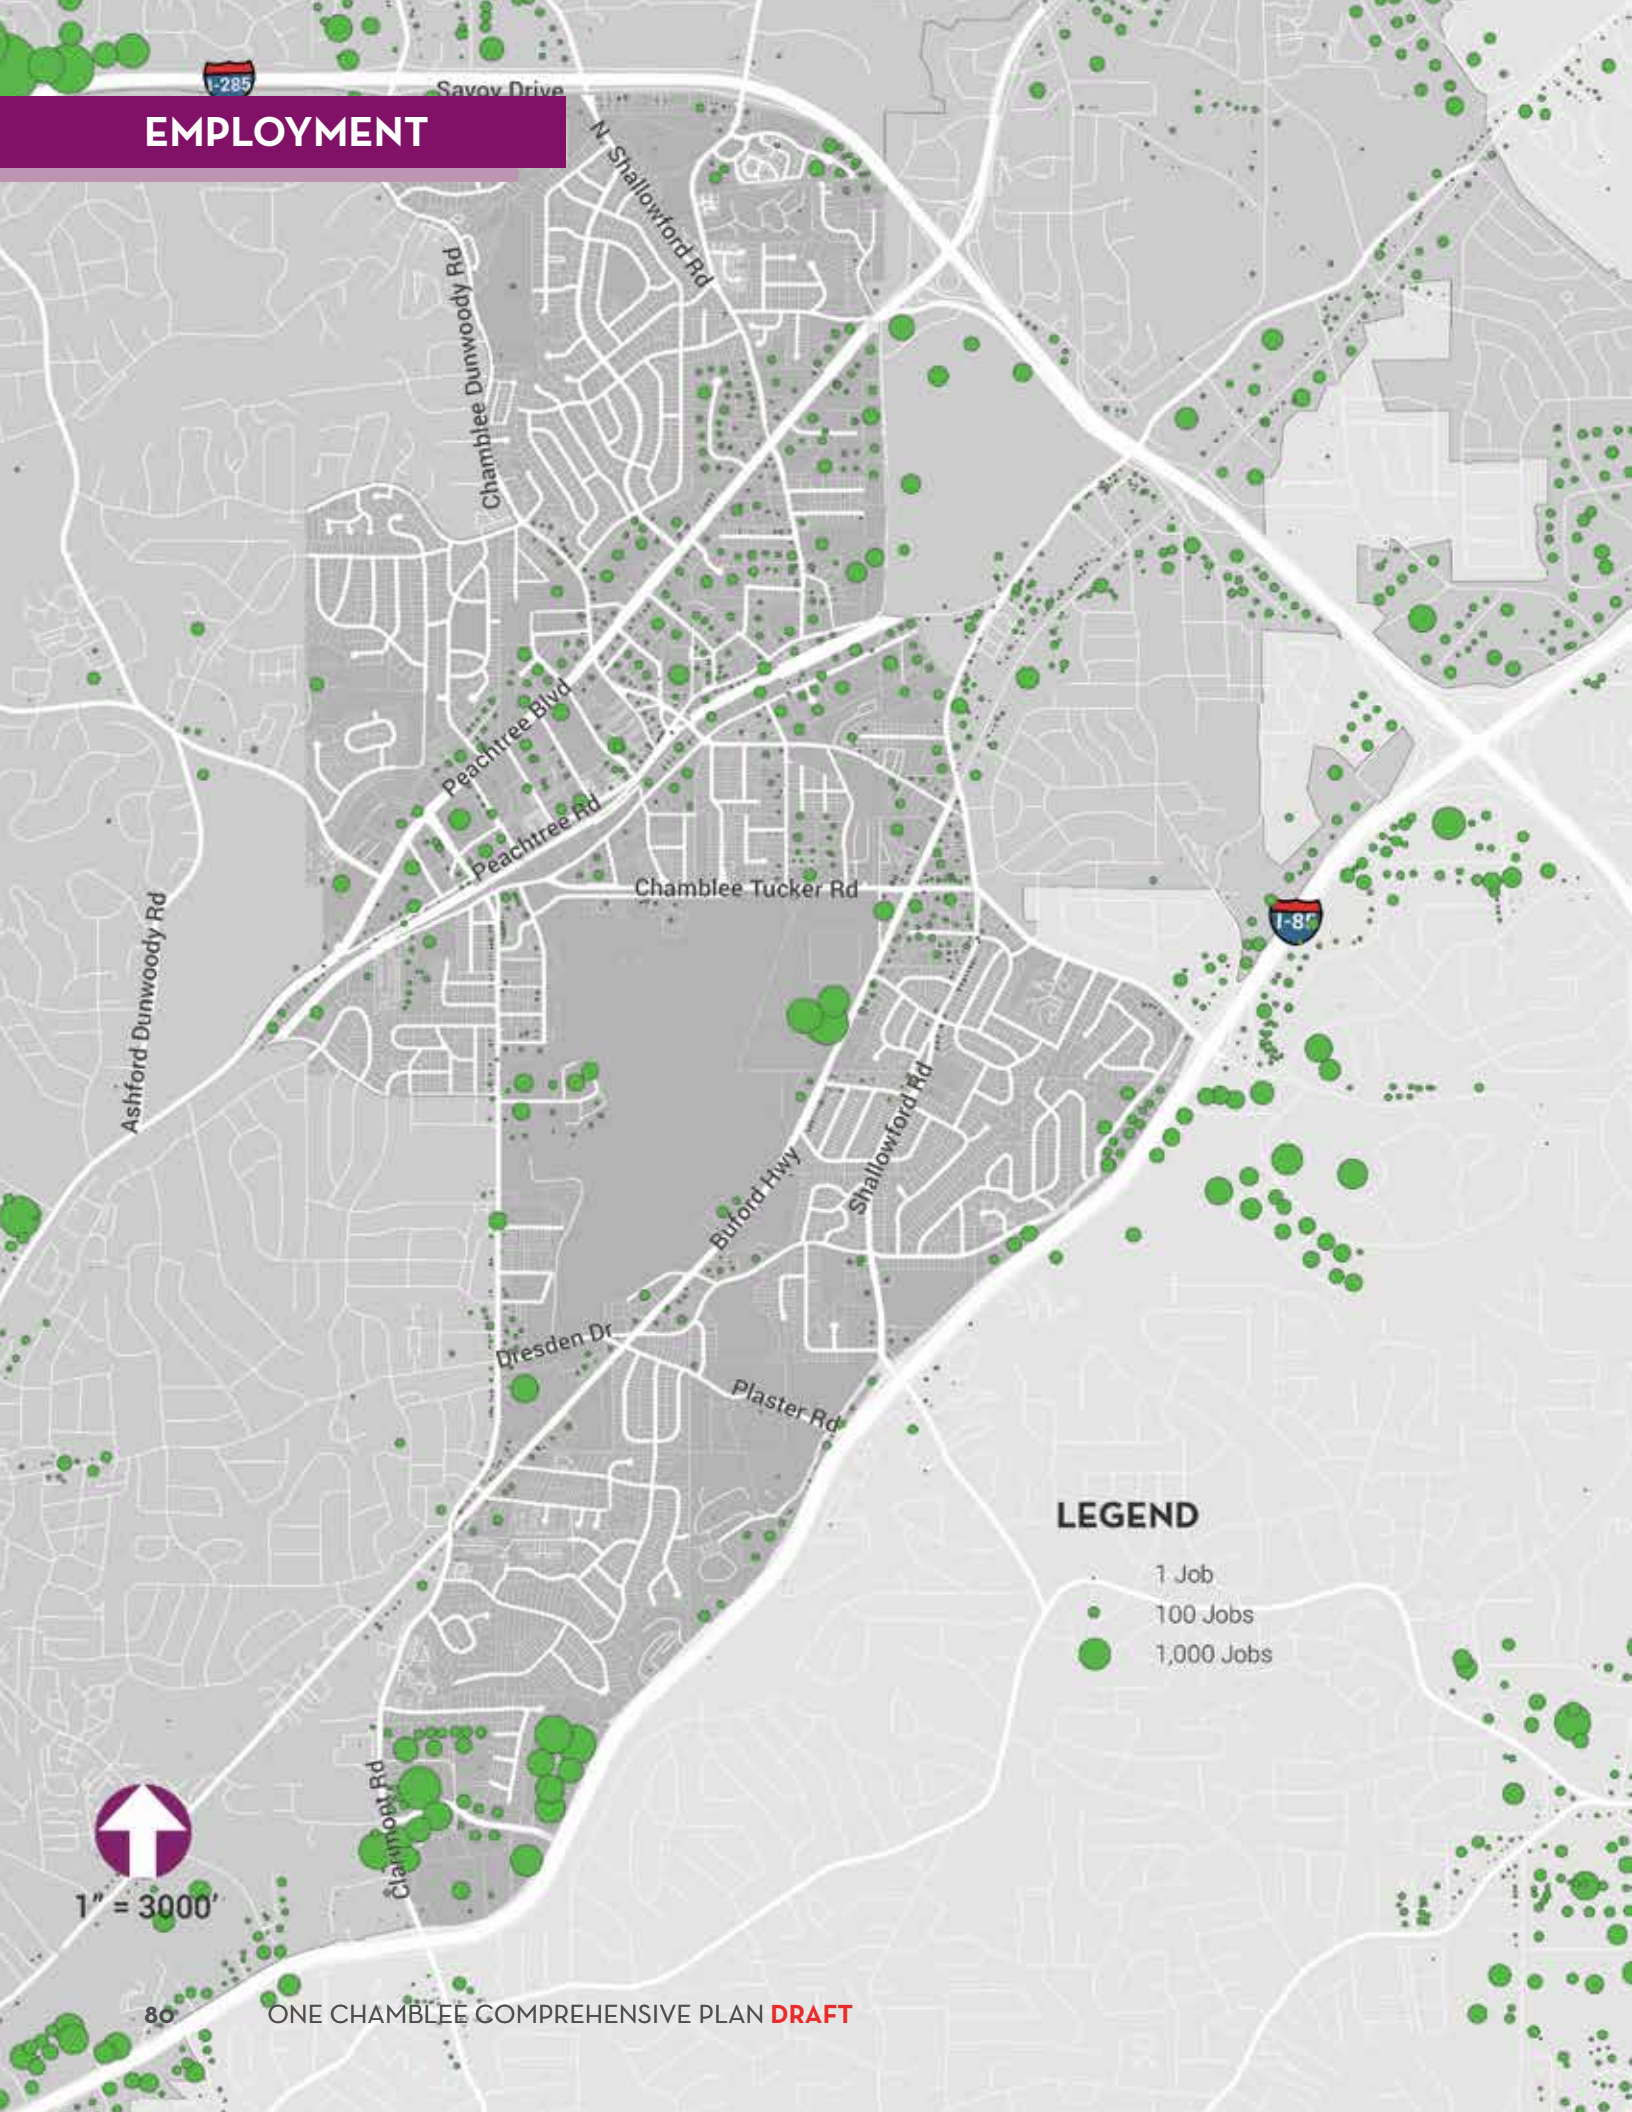 I-285
Savoy Drive
EMPLOYMENT
N. Shallowford Rd
Chamblee Dunwoody Rd
Peachtree Blvd
Peachtree Rd
Chamblee Tucker Rd
Ashford Dunwoody Rd
I-85
Shallowford Rd
Buford Hwy
Dresden Dr
Plaster Rd
LEGEND
1 Job
100 Jobs
1,000 Jobs
Clairmont Rd
1" = 3000'
80 ONE CHAMBLEE COMPREHENSIVE PLAN DRAFT